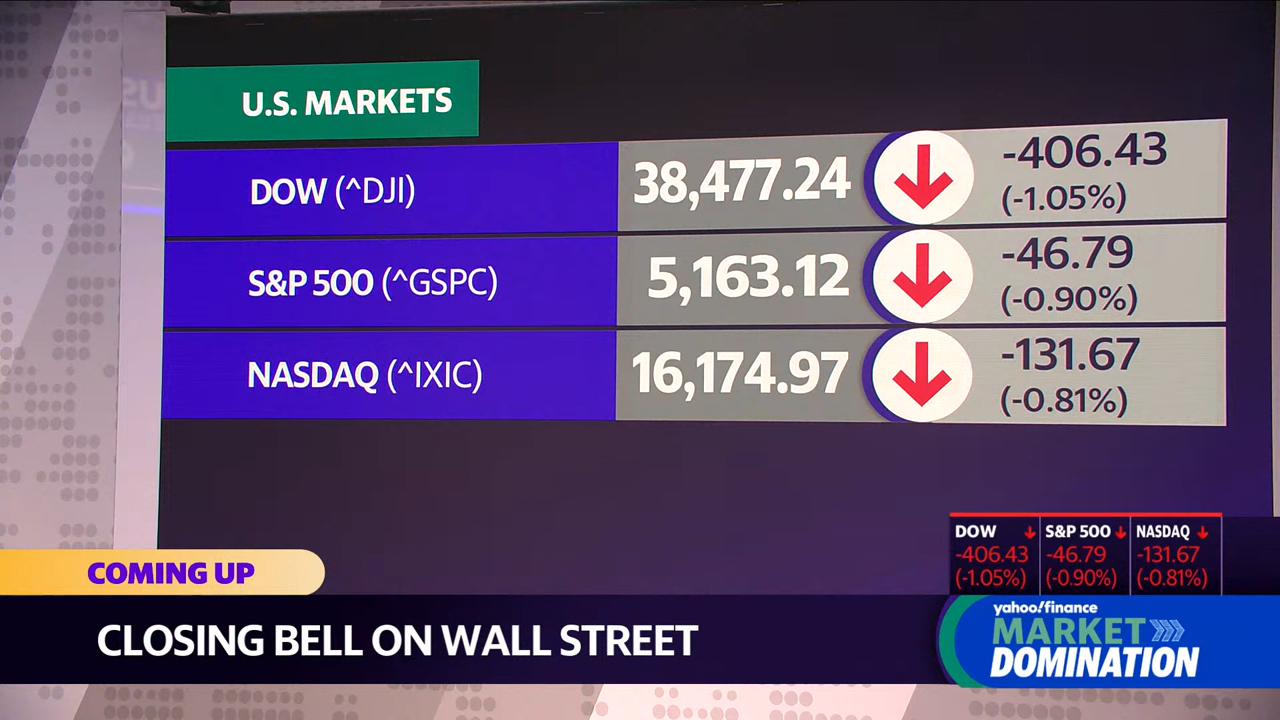 U.S. MARKETS
DOW (^DJI) 38,477.24 -406.43
(-1.05%)
S&P 500 (^GSPC) 5,163.12 -46.79
(-0.90%)
NASDAQ (^IXIC) 16,174.97 -131.67
(-0.81%)
DOW S&P 500 NASDAQ
-406.43 -46.79 -131.67
(-1.05%) (-0.90%) (-0.81%)
COMING UP
CLOSING BELL ON WALL STREET
yahoo!finance
MARKET
DOMINATION